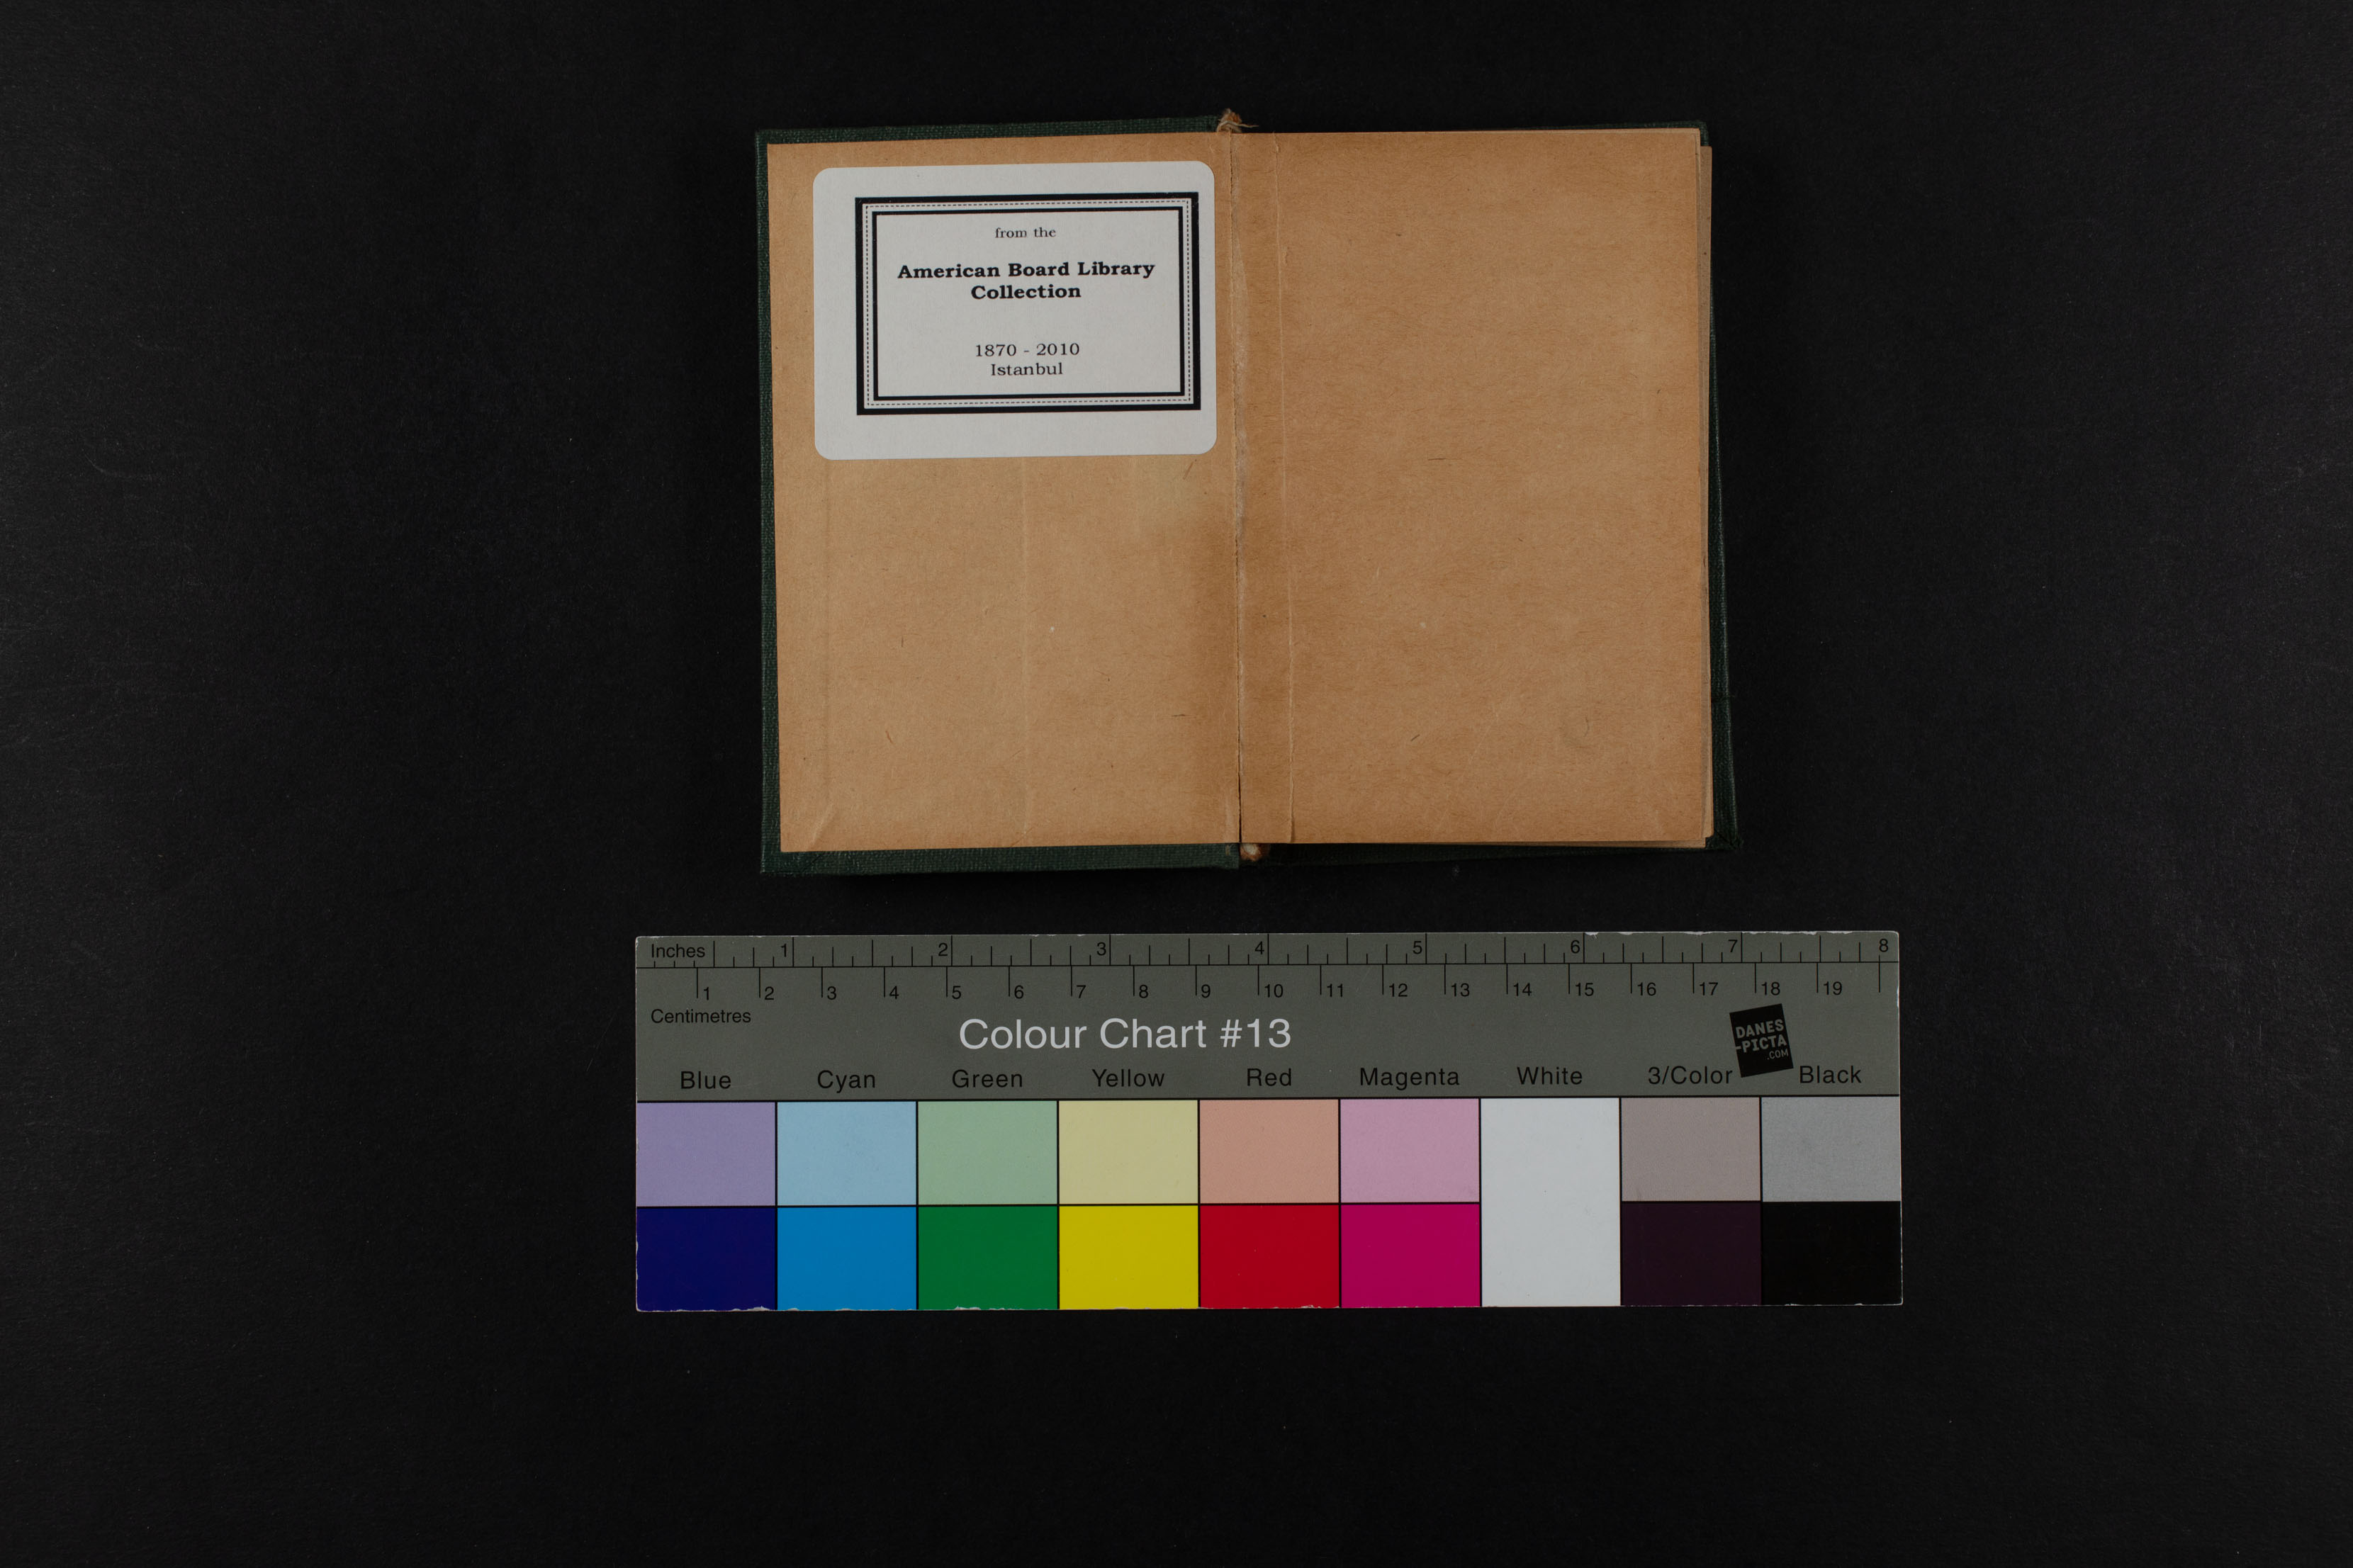 from the
American Board Library
Collection
1870 - 2010
Istanbul
Inches 1 2 3 4 5 6 7 8
1 2 3 4 5 6 7 8 9 10 11 12 13 14 15 16 17 18 19
Centimetres
Colour Chart #13
DANES
-PICTA
.COM
Blue Cyan Green Yellow Red Magenta White 3/Color Black